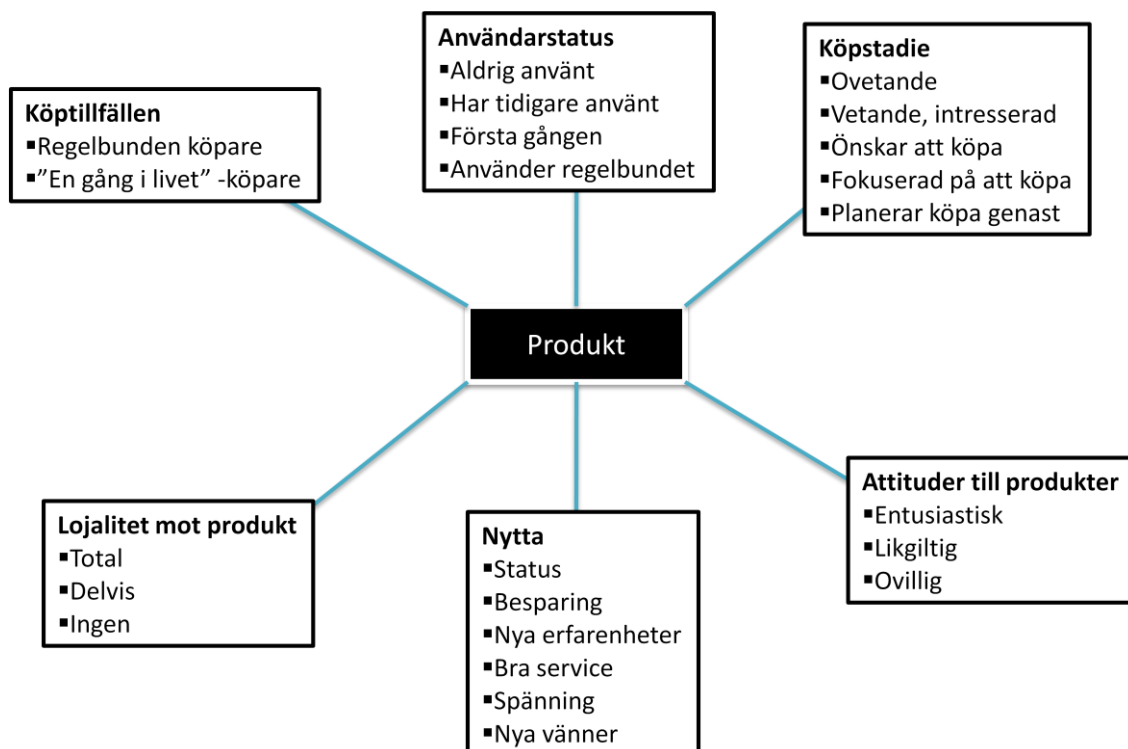 Användarstatus
▪Aldrig använt
▪Har tidigare använt
▪Första gången
▪Använder regelbundet
Köpstadie
▪Ovetande
▪Vetande, intresserad
▪Önskar att köpa
▪Fokuserad på att köpa
▪Planerar köpa genast
Köptillfällen
▪Regelbunden köpare
▪”En gång i livet” -köpare
Produkt
Lojalitet mot produkt
▪Total
▪Delvis
▪Ingen
Nytta
▪Status
▪Besparing
▪Nya erfarenheter
▪Bra service
▪Spänning
▪Nya vänner
Attituder till produkter
▪Entusiastisk
▪Likgiltig
▪Ovillig